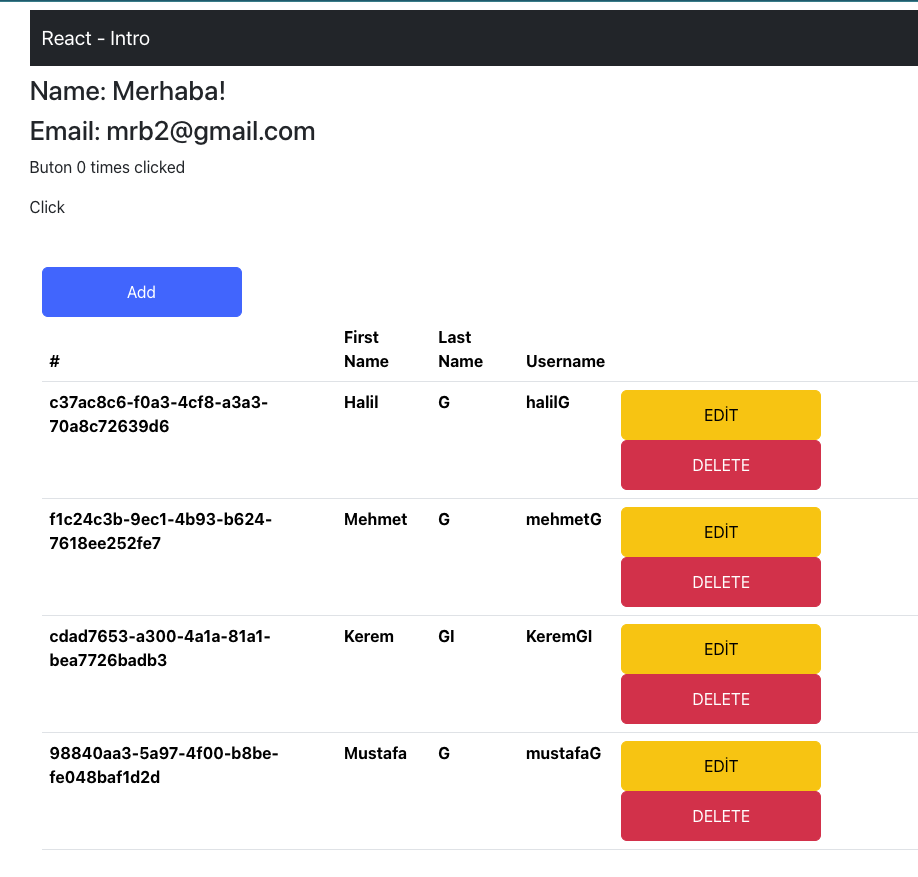 React - Intro
Name: Merhaba!
Email: mrb2@gmail.com
Buton 0 times clicked
Click
Add
# First Name Last Name Username
c37ac8c6-f0a3-4cf8-a3a3-70a8c72639d6 Halil G halilG EDİT
DELETE
f1c24c3b-9ec1-4b93-b624-7618ee252fe7 Mehmet G mehmetG EDİT
DELETE
cdad7653-a300-4a1a-81a1-bea7726badb3 Kerem Gl KeremGl EDİT
DELETE
98840aa3-5a97-4f00-b8be-fe048baf1d2d Mustafa G mustafaG EDİT
DELETE